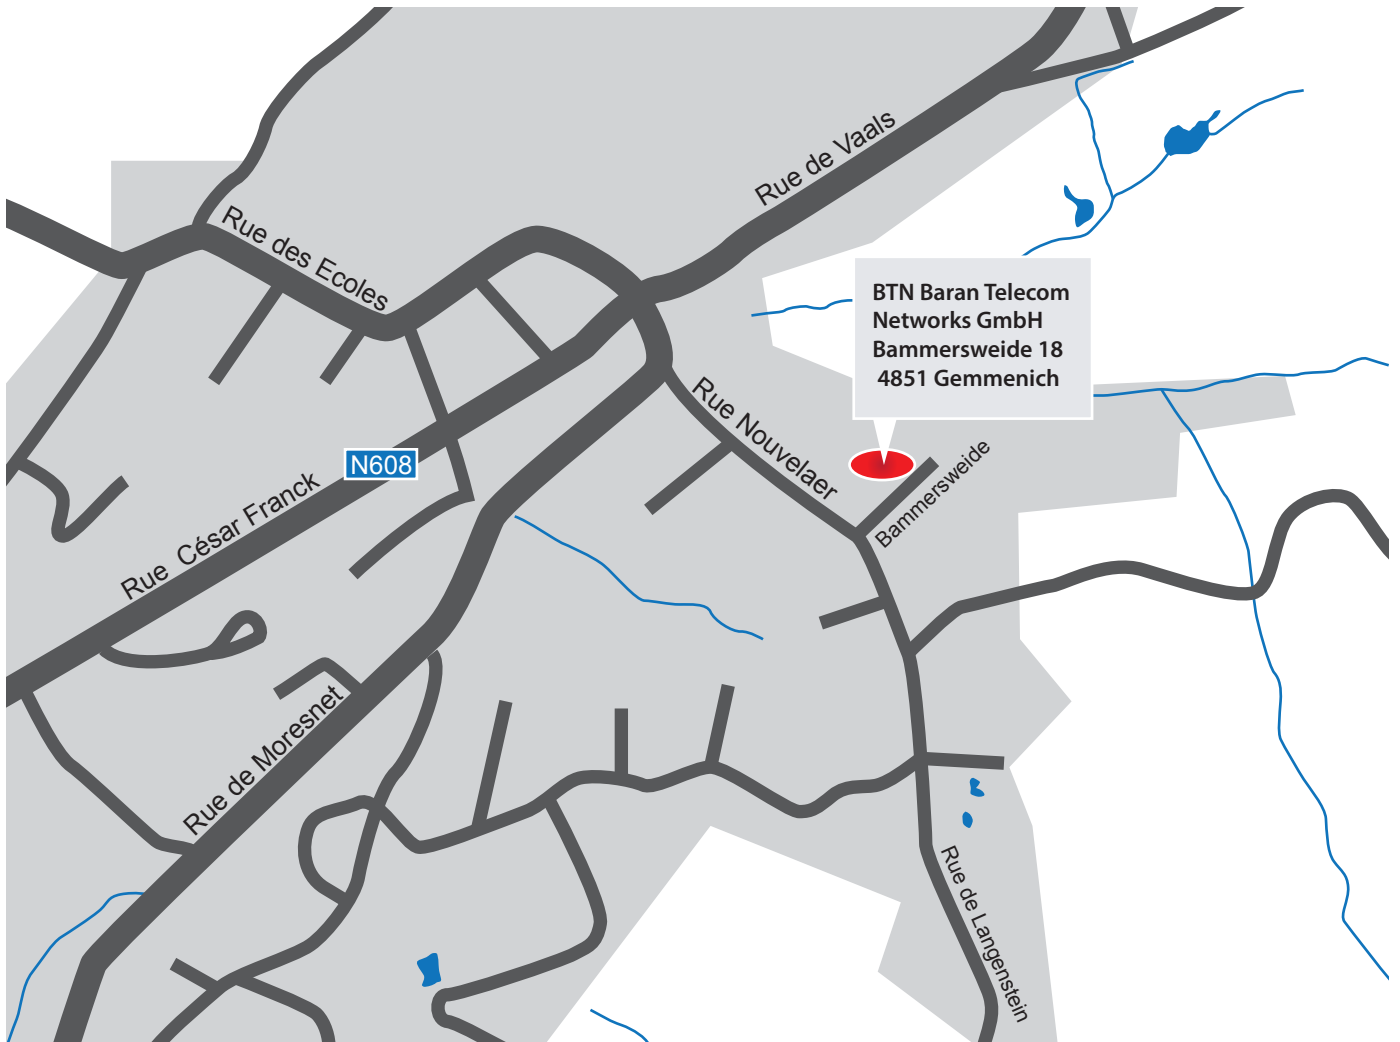 Rue de Vaals
Rue des Ecoles
BTN Baran Telecom
Networks GmbH
Bammersweide 18
4851 Gemmenich
Rue Nouvelaer
N608
Bammersweide
Rue César Franck
Rue de Moresnet
Rue de Langenstein